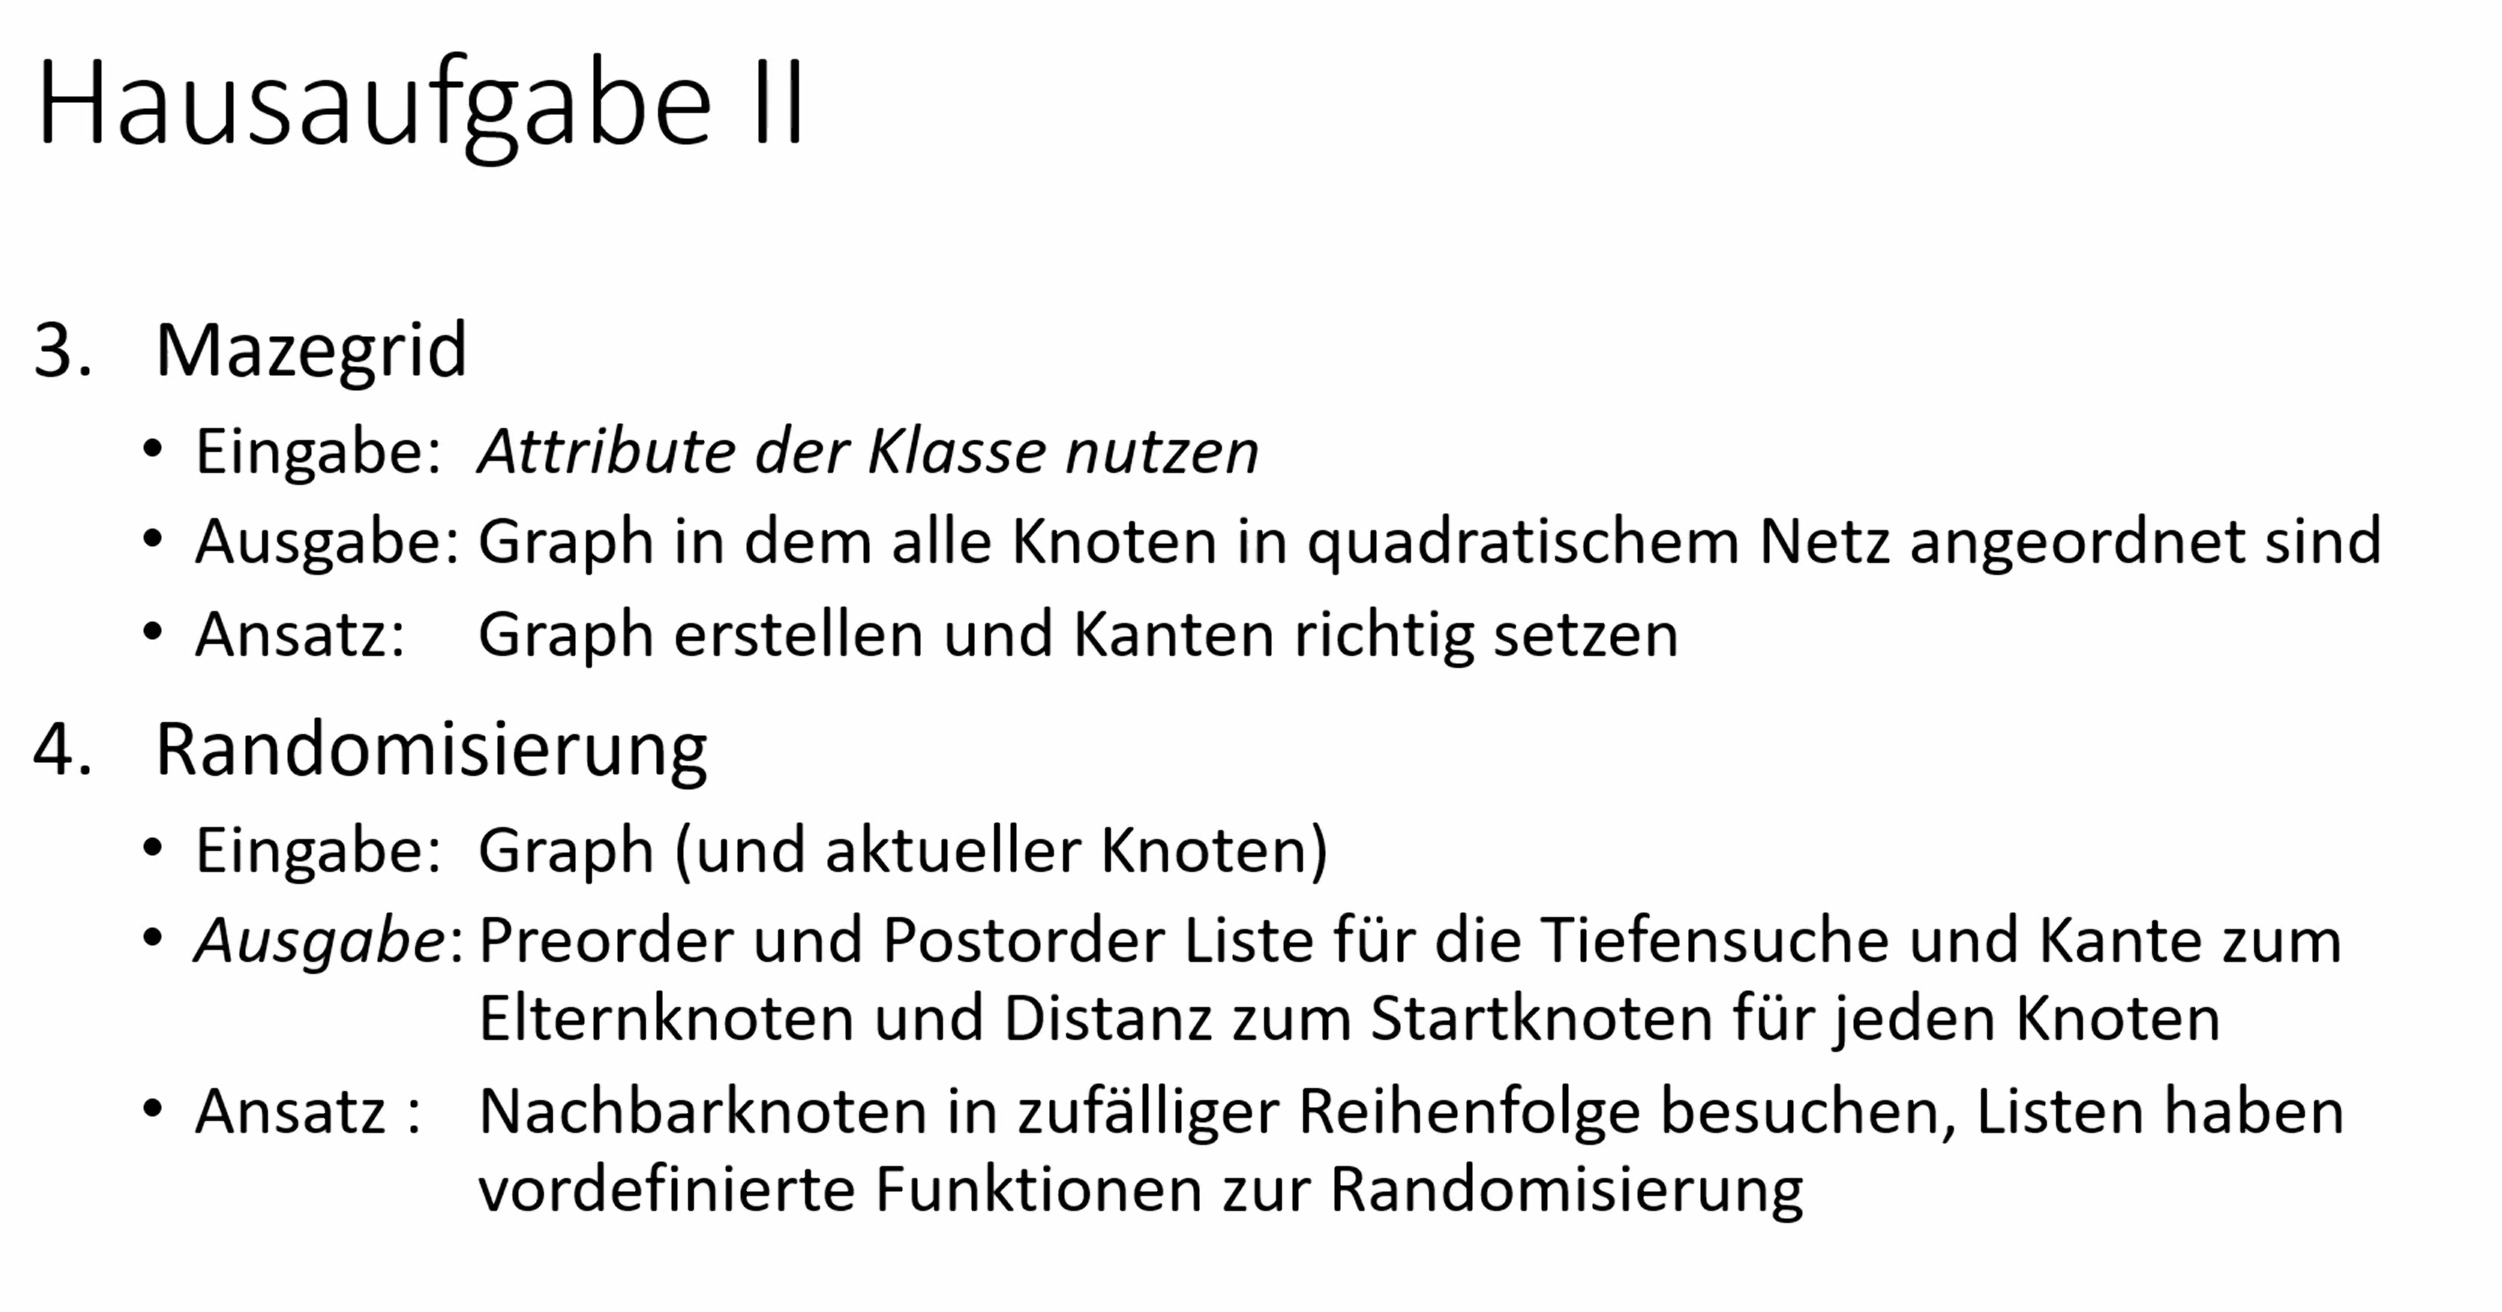 Hausaufgabe II
3. Mazegrid
• Eingabe: Attribute der Klasse nutzen
• Ausgabe: Graph in dem alle Knoten in quadratischem Netz angeordnet sind
• Ansatz: Graph erstellen und Kanten richtig setzen
4. Randomisierung
• Eingabe: Graph (und aktueller Knoten)
• Ausgabe: Preorder und Postorder Liste für die Tiefensuche und Kante zum
Elternknoten und Distanz zum Startknoten für jeden Knoten
• Ansatz : Nachbarknoten in zufälliger Reihenfolge besuchen, Listen haben
vordefinierte Funktionen zur Randomisierung